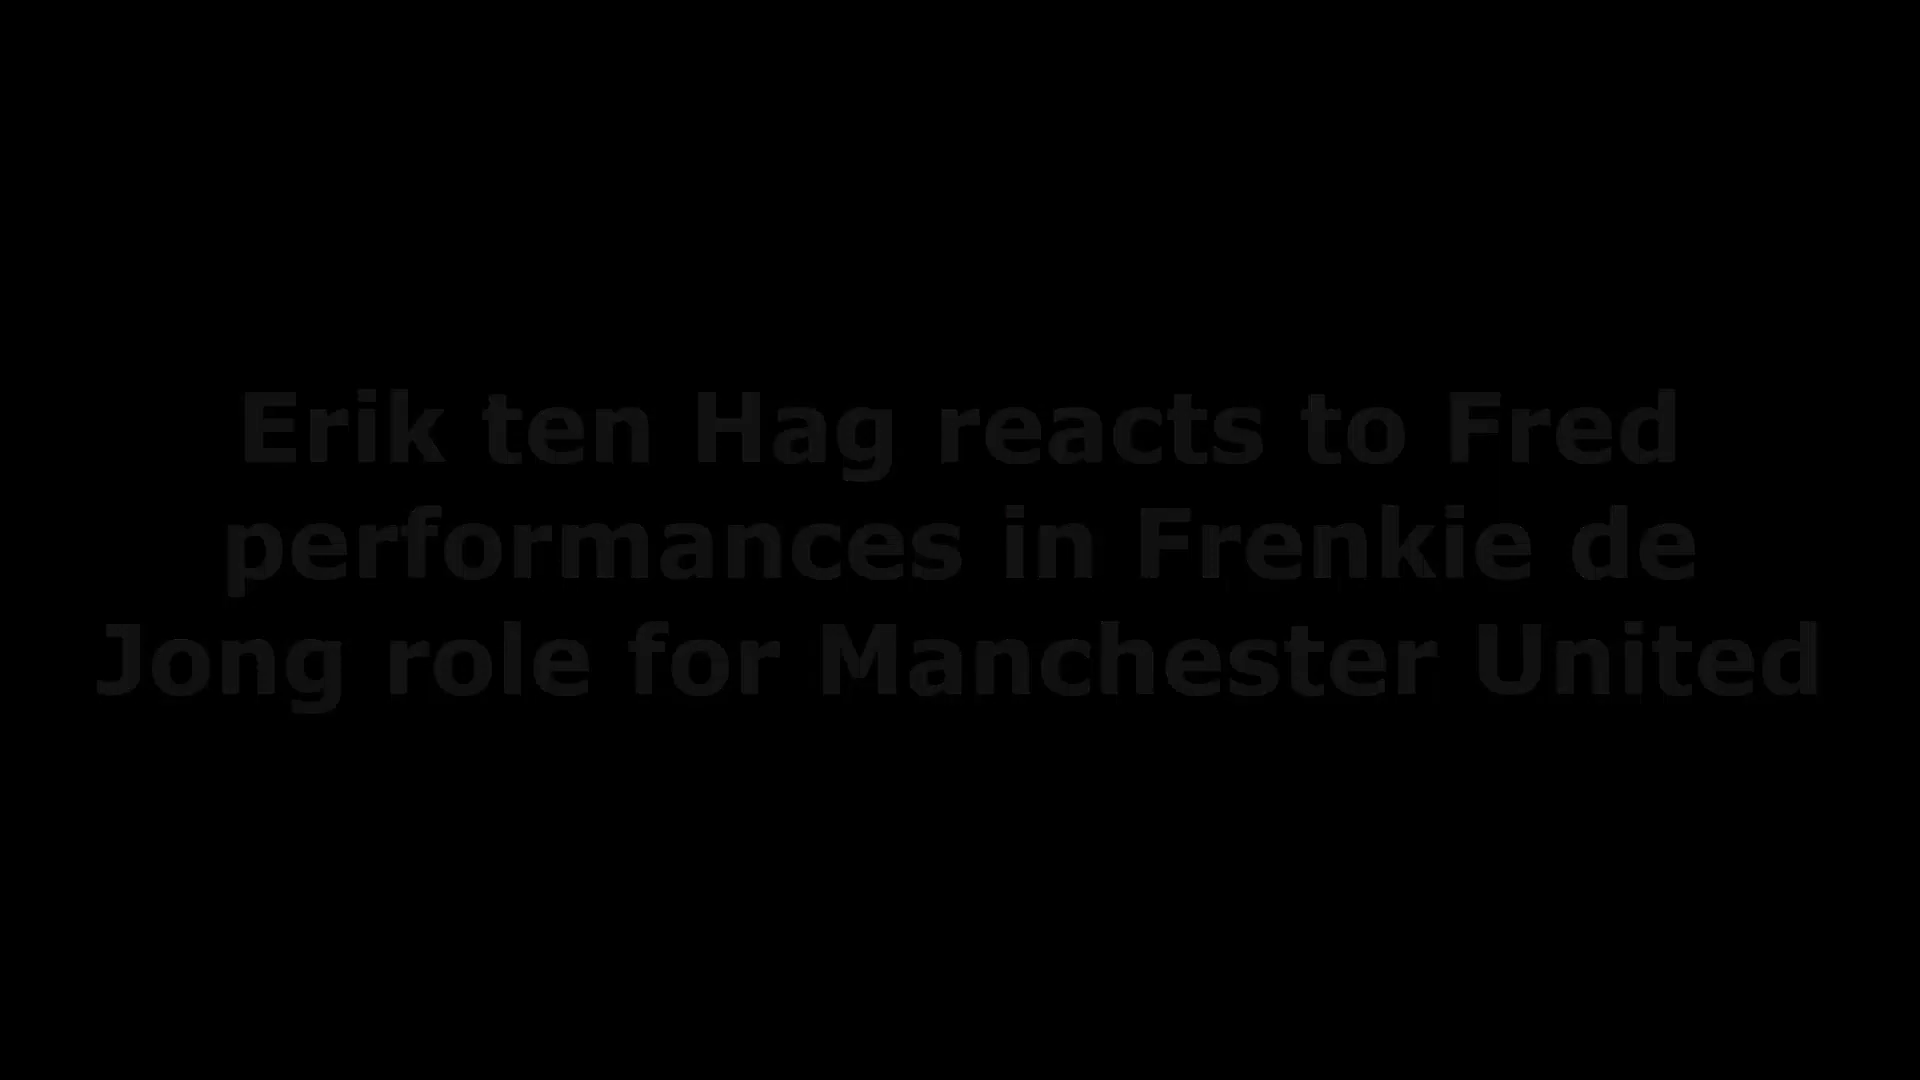 Erik ten Hag reacts to Fred
performances in Frenkie de
Jong role for Manchester United